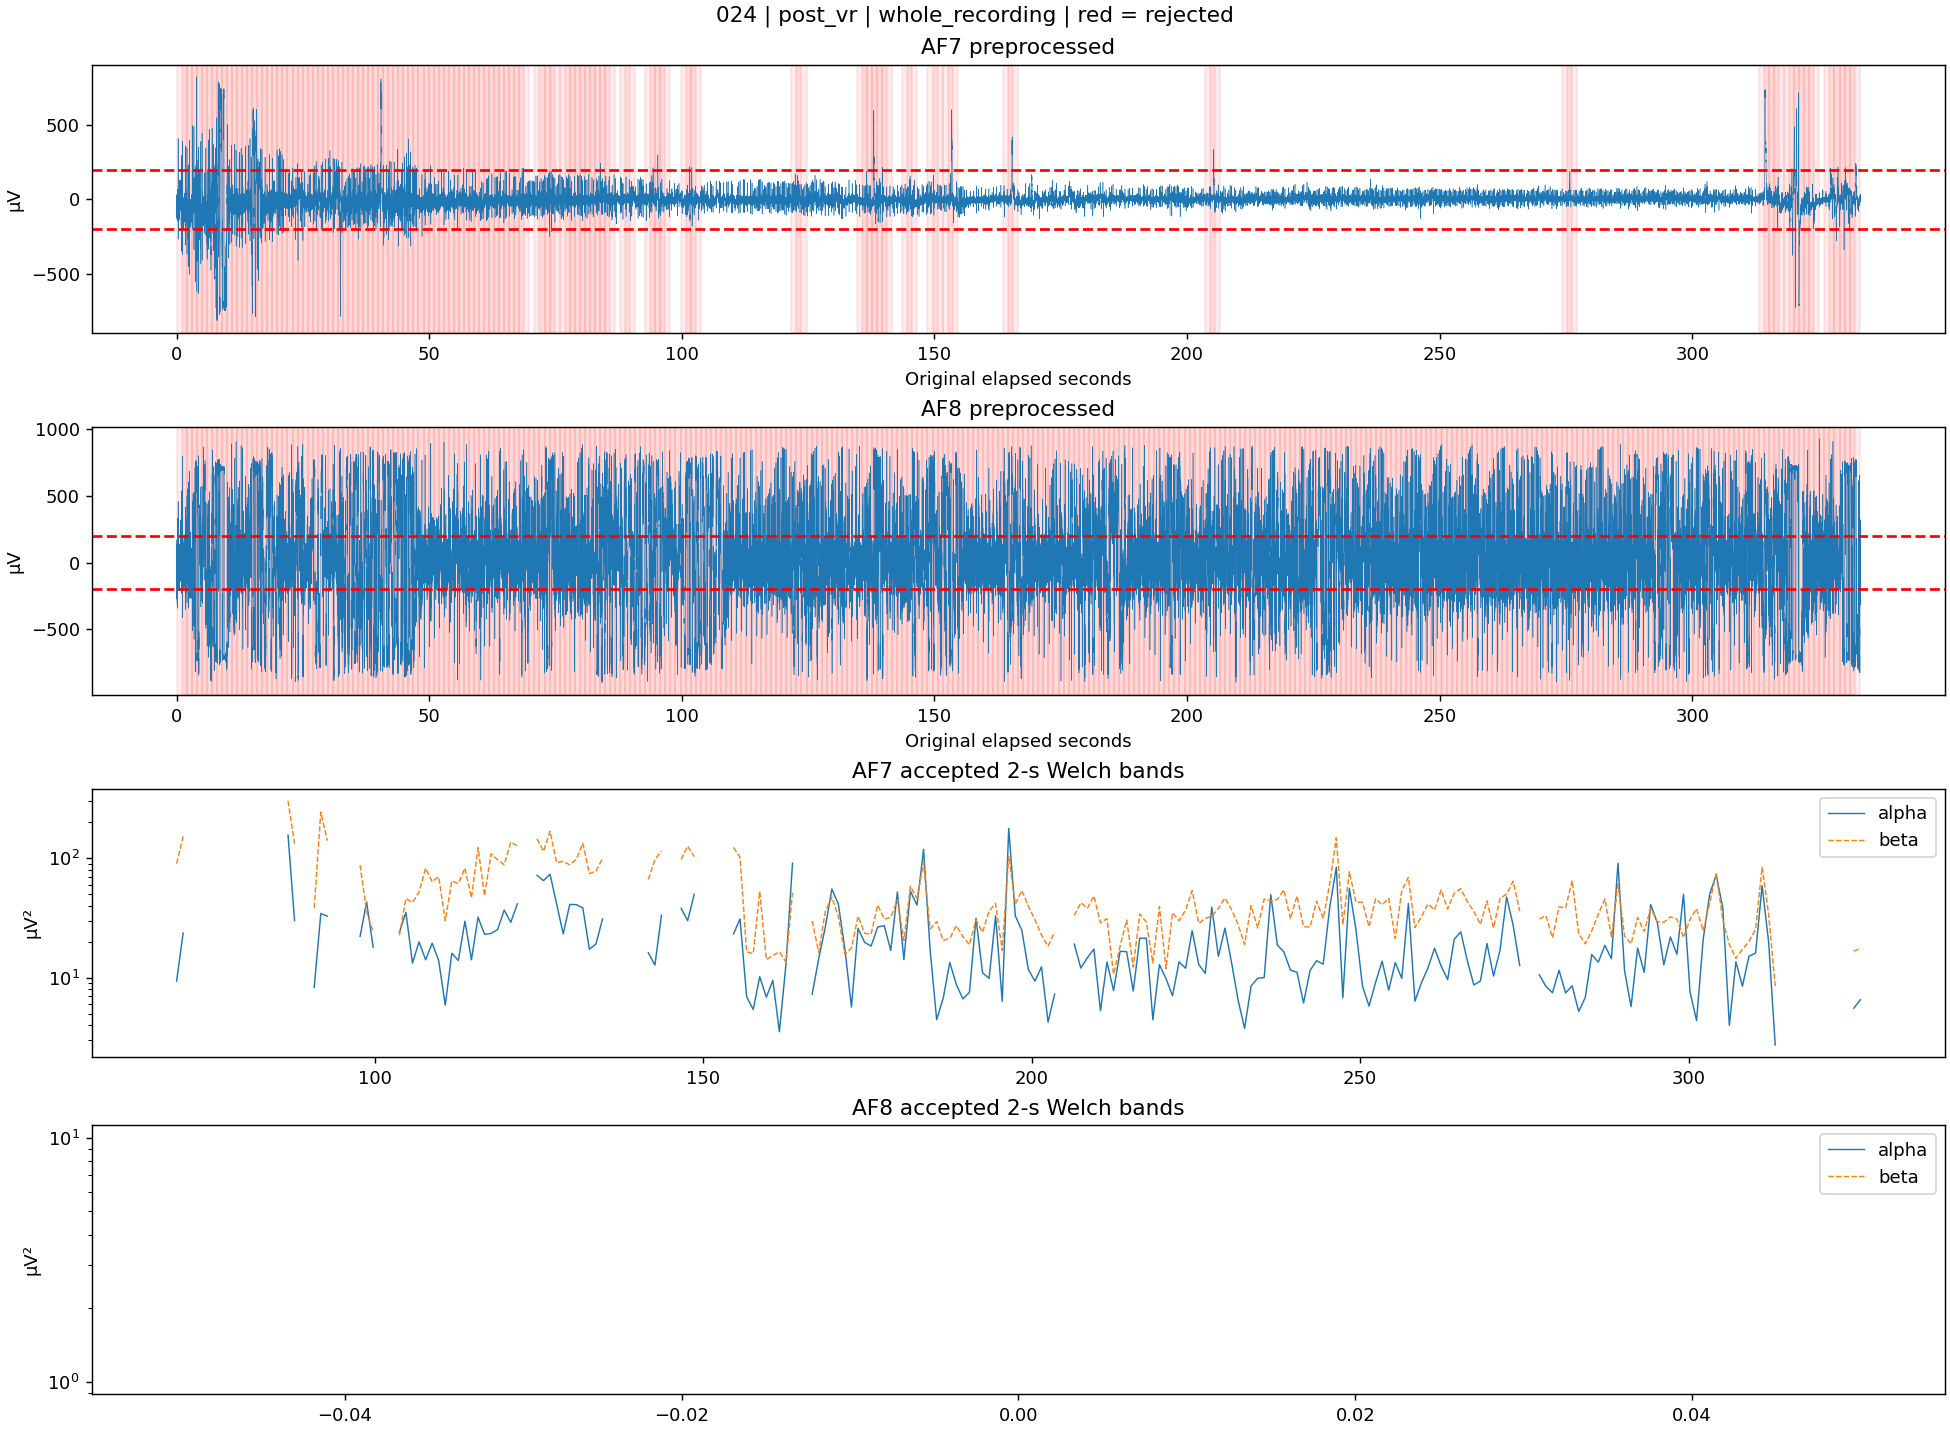 024 | post_vr | whole_recording | red = rejected
AF7 preprocessed
µV
500
0
−500
0 50 100 150 200 250 300
Original elapsed seconds
AF8 preprocessed
µV
1000
500
0
−500
0 50 100 150 200 250 300
Original elapsed seconds
AF7 accepted 2-s Welch bands
µV²
10²
10¹
alpha
beta
100 150 200 250 300
AF8 accepted 2-s Welch bands
µV²
10¹
10⁰
alpha
beta
−0.04 −0.02 0.00 0.02 0.04